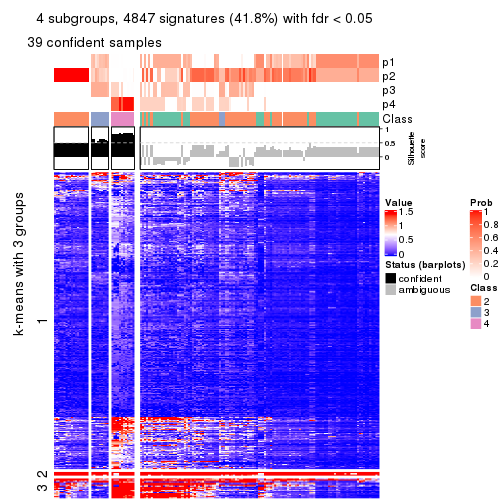 4 subgroups, 4847 signatures (41.8%) with fdr < 0.05
39 confident samples
p1
p2
p3
p4
Class
1
0.5
0
Silhouette
score
k-means with 3 groups
1
2
3
Value
1.5
1
0.5
0
Status (barplots)
confident
ambiguous
Prob
1
0.8
0.6
0.4
0.2
0
Class
2
3
4